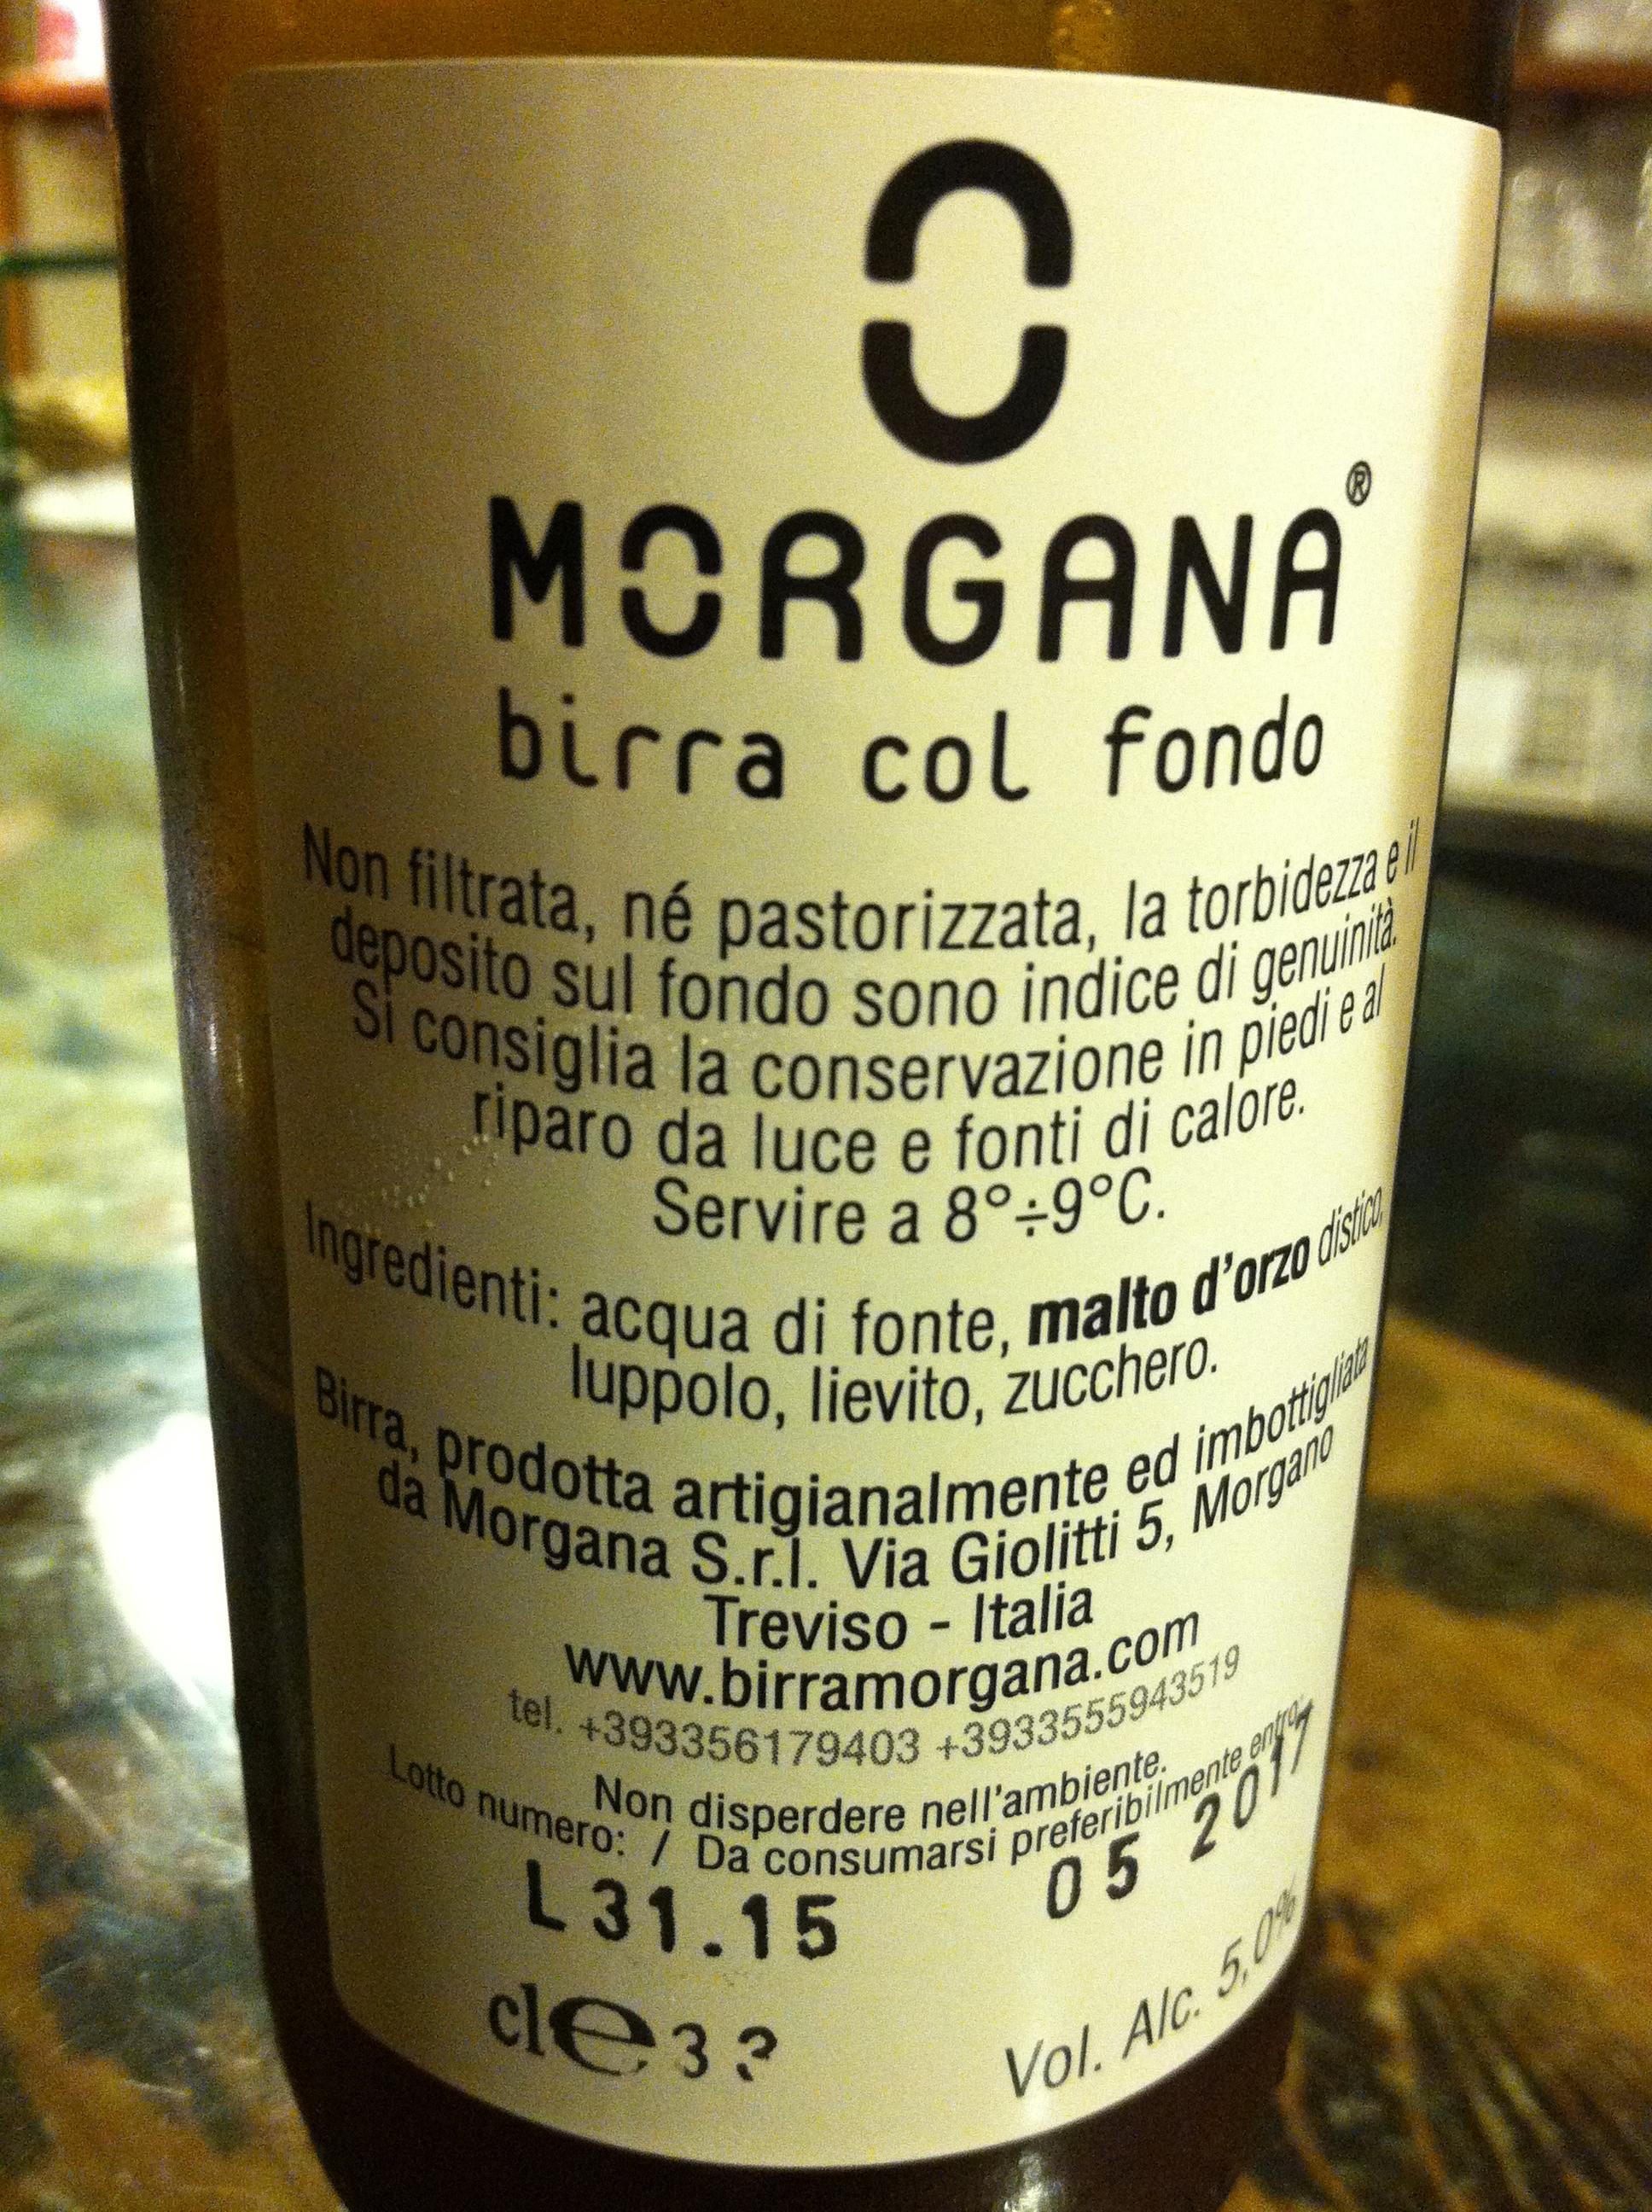 MORGANA®
birra col fondo
Non filtrata, né pastorizzata, la torbidezza e il
deposito sul fondo sono indice di genuinità.
Si consiglia la conservazione in piedi e al
riparo da luce e fonti di calore.
Servire a 8°÷9°C.
Ingredienti: acqua di fonte, malto d'orzo distico,
luppolo, lievito, zucchero.
Birra, prodotta artigianalmente ed imbottigliata
da Morgana S.r.l. Via Giolitti 5, Morgano
Treviso - Italia
www.birramorgana.com
tel. +393356179403 +3933555943519
Non disperdere nell'ambiente.
Lotto numero: / Da consumarsi preferibilmente entro:
L31.15 05 2017
cl e 3
Vol. Alc. 5,0%